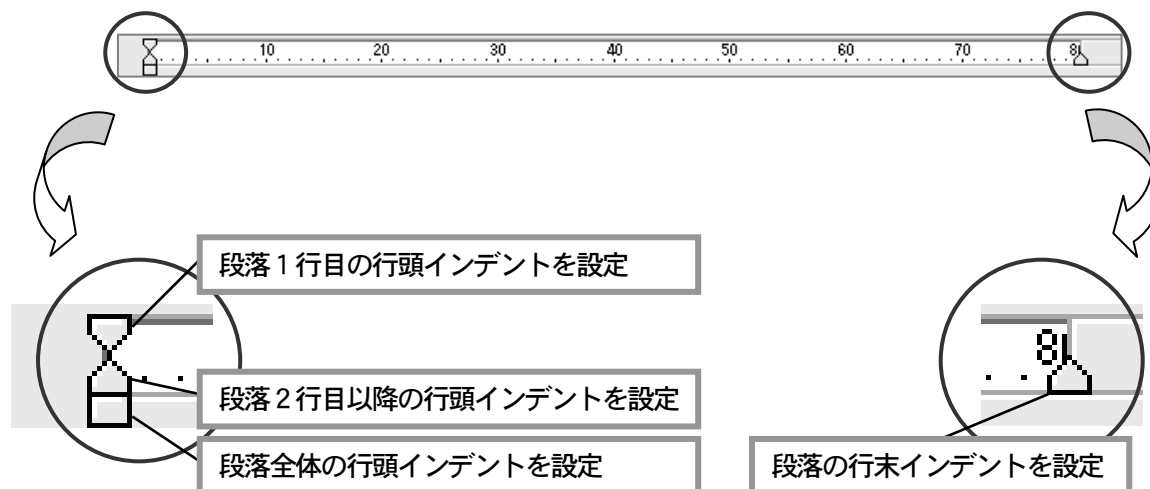 10 20 30 40 50 60 70 8
段落1行目の行頭インデントを設定
8
段落2行目以降の行頭インデントを設定
段落全体の行頭インデントを設定
段落の行末インデントを設定